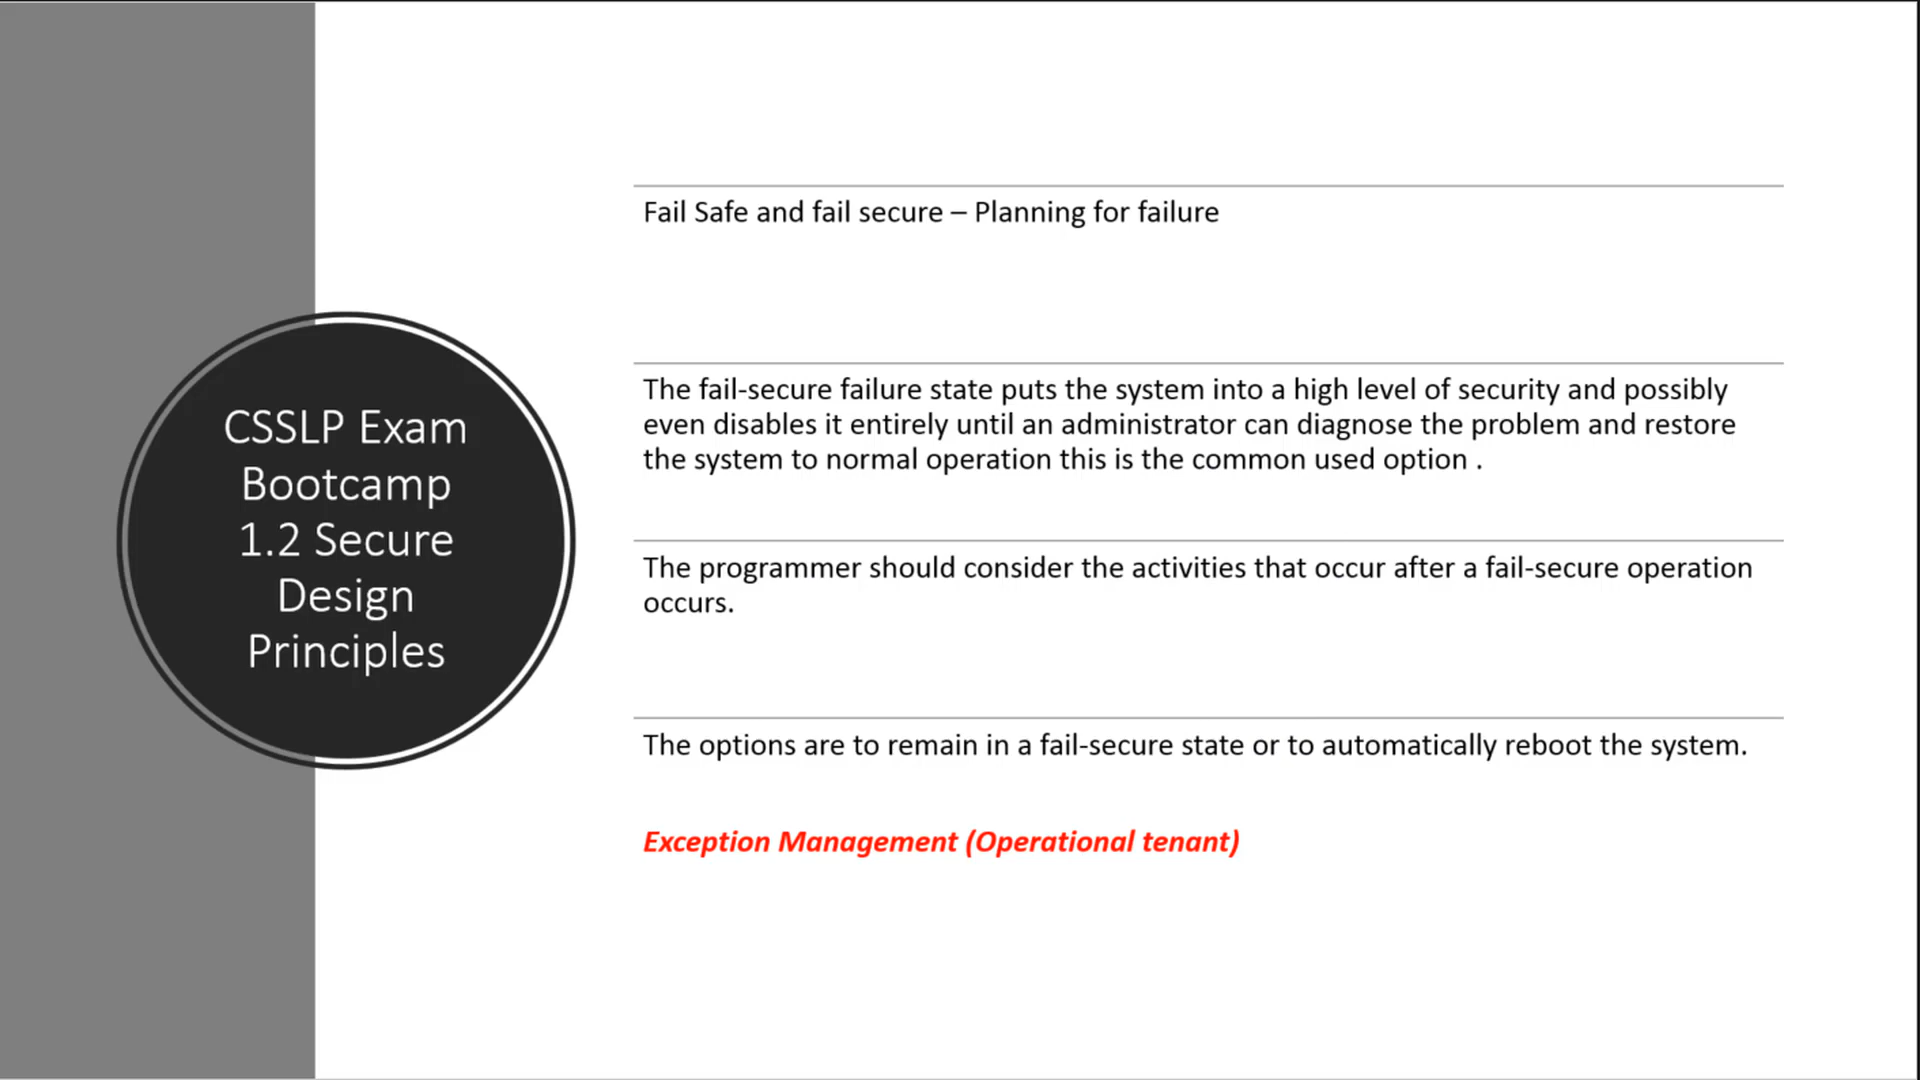 CSSLP Exam
Bootcamp
1.2 Secure
Design
Principles
Fail Safe and fail secure – Planning for failure
The fail-secure failure state puts the system into a high level of security and possibly
even disables it entirely until an administrator can diagnose the problem and restore
the system to normal operation this is the common used option .
The programmer should consider the activities that occur after a fail-secure operation
occurs.
The options are to remain in a fail-secure state or to automatically reboot the system.
Exception Management (Operational tenant)